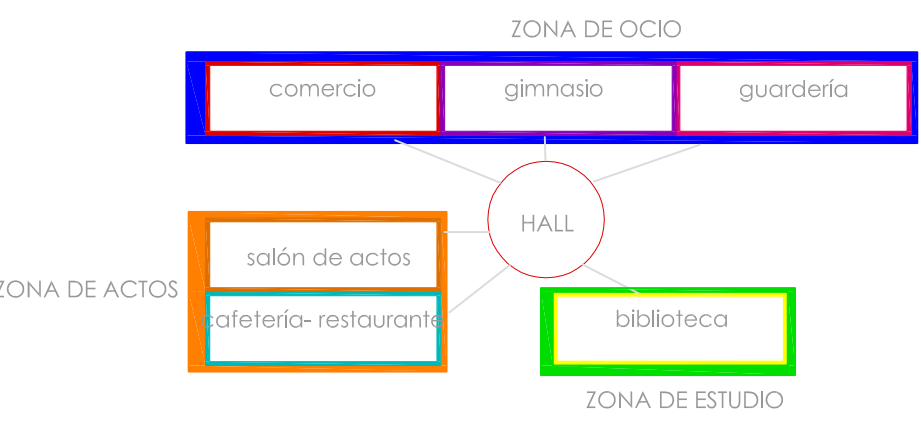 ZONA DE OCIO
comercio
gimnasio
guardería
HALL
salón de actos
ZONA DE ACTOS
cafetería- restaurante
biblioteca
ZONA DE ESTUDIO